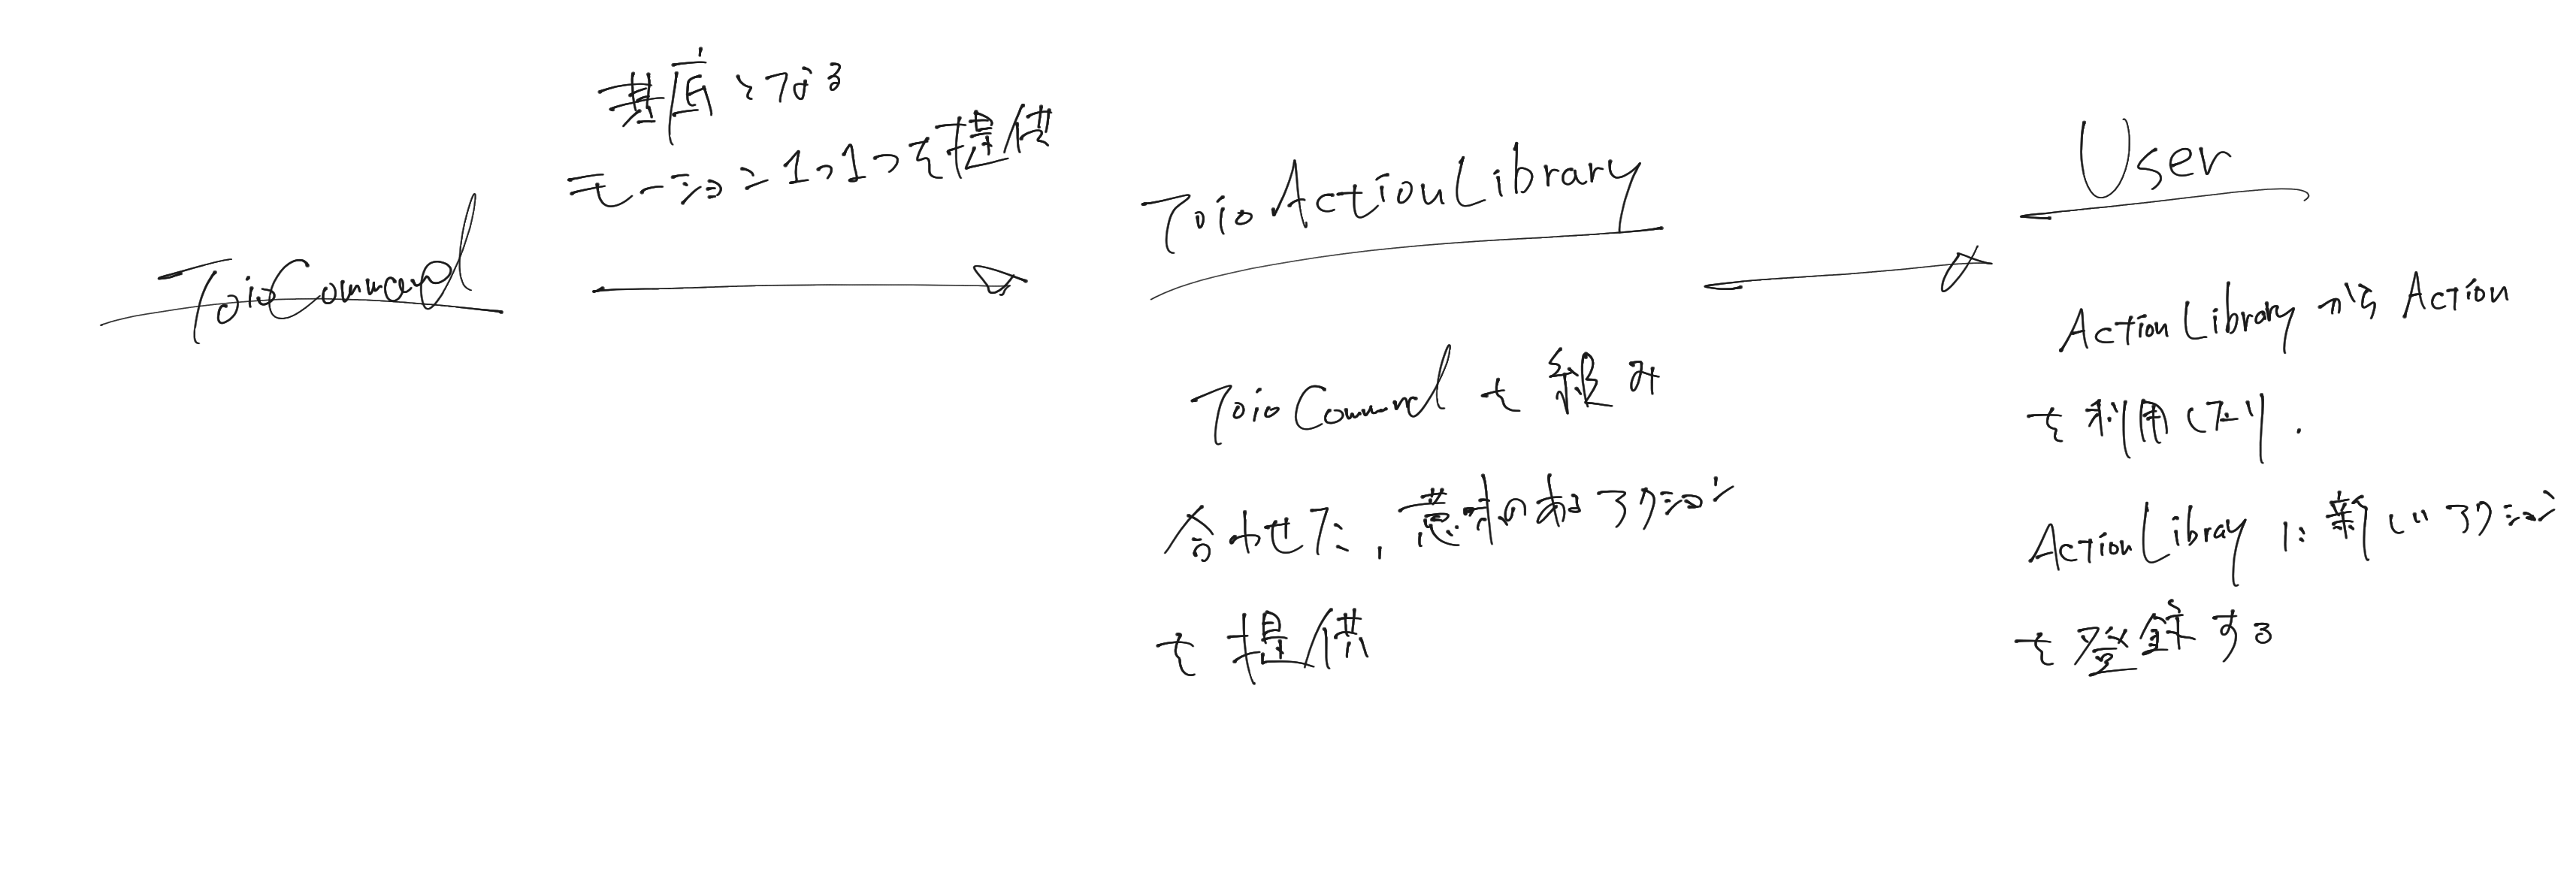 ToioCommand
基底となる
モーション1つ1つを提供
ToioActionLibrary
ToioCommandを組み
合わせた，意味のあるアクション
を提供
User
ActionLibraryからAction
を利用したり．
ActionLibrayに新しいアクション
を登録する